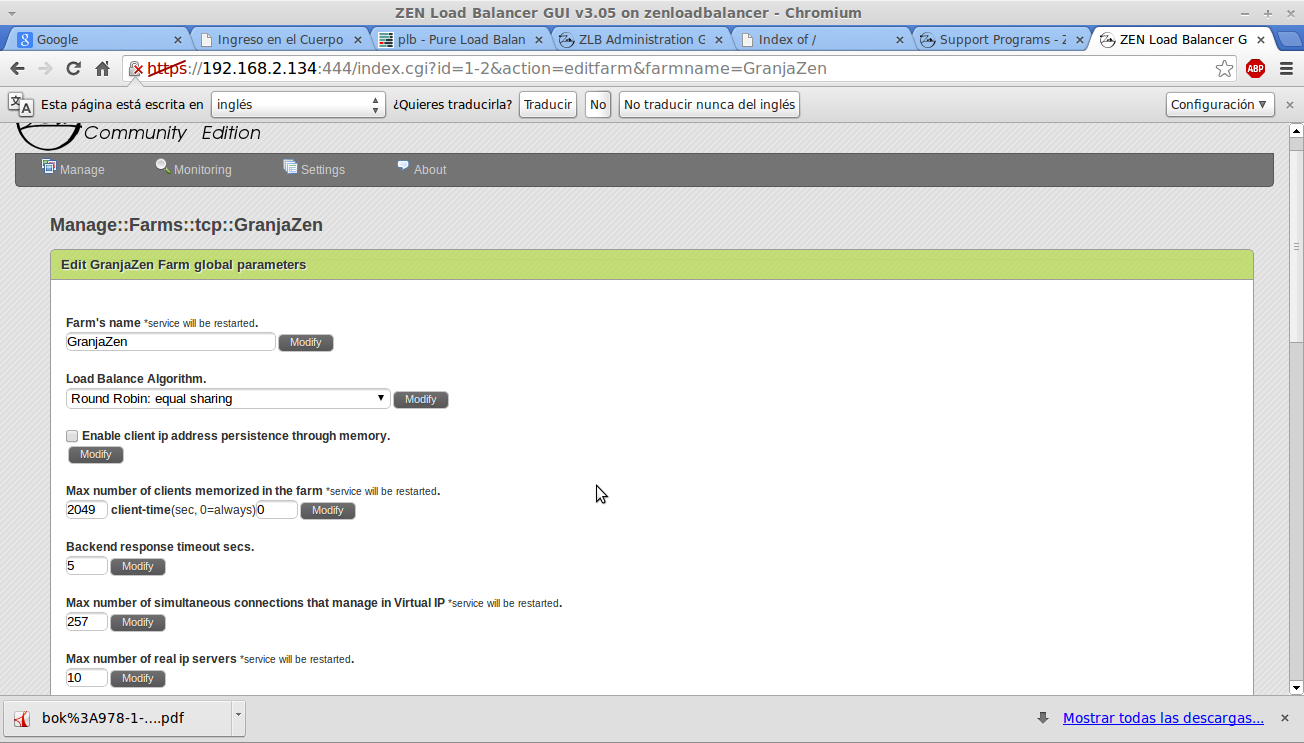 ZEN Load Balancer GUI v3.05 on zenloadbalancer - Chromium
Google
Ingreso en el Cuerpo
plb - Pure Load Balan
ZLB Administration G
Index of /
Support Programs - Z
ZEN Load Balancer G
https://192.168.2.134:444/index.cgi?id=1-2&action=editfarm&farmname=GranjaZen
ABP
Esta página está escrita en inglés ¿Quieres traducirla? Traducir No No traducir nunca del inglés Configuración
Community Edition
Manage Monitoring Settings About
Manage::Farms::tcp::GranjaZen
Edit GranjaZen Farm global parameters
Farm's name *service will be restarted.
GranjaZen Modify
Load Balance Algorithm.
Round Robin: equal sharing Modify
Enable client ip address persistence through memory.
Modify
Max number of clients memorized in the farm *service will be restarted.
2049 client-time(sec, 0=always) 0 Modify
Backend response timeout secs.
5 Modify
Max number of simultaneous connections that manage in Virtual IP *service will be restarted.
257 Modify
Max number of real ip servers *service will be restarted.
10 Modify
bok%3A978-1-....pdf Mostrar todas las descargas...